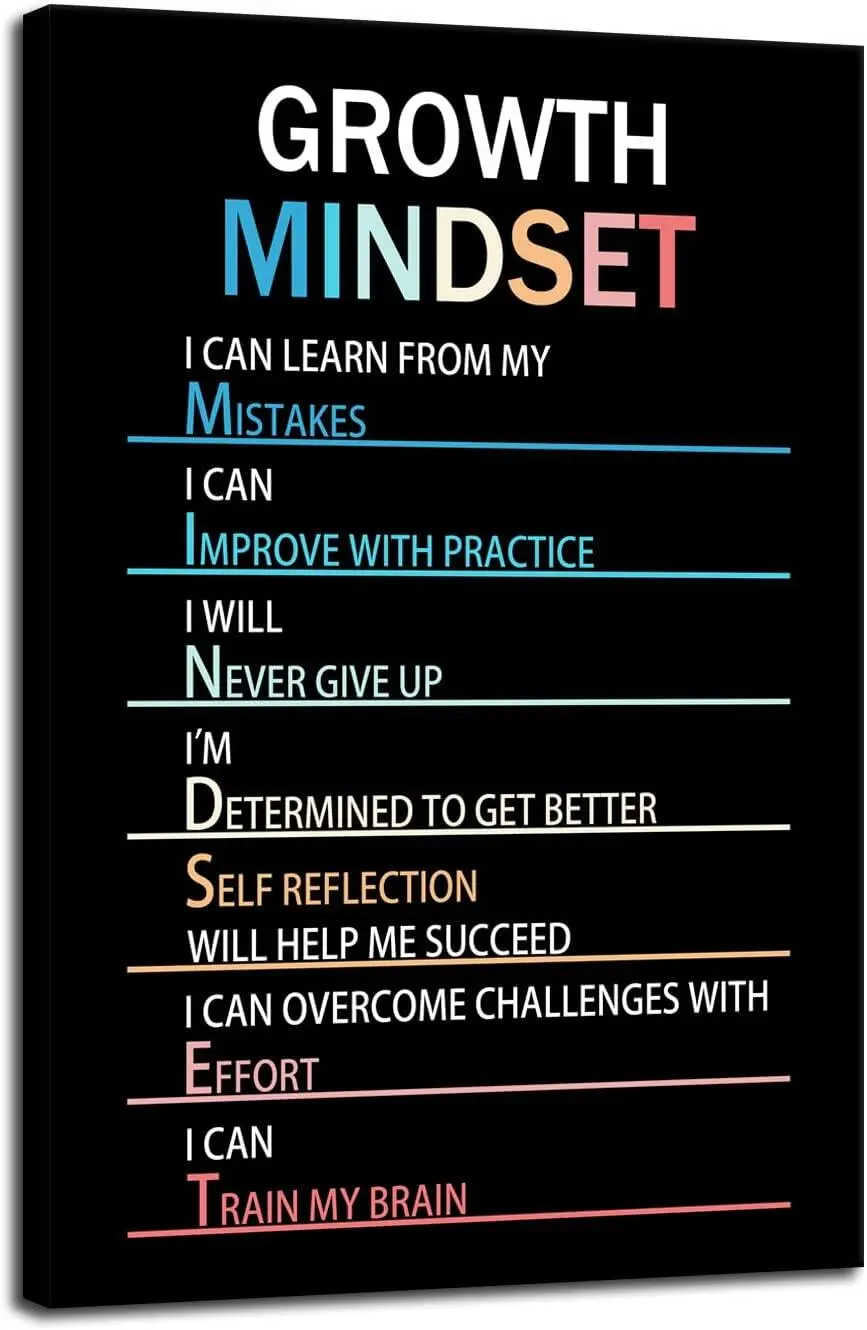 GROWTH
MINDSET
I CAN LEARN FROM MY
MISTAKES
I CAN
IMPROVE WITH PRACTICE
I WILL
NEVER GIVE UP
I'M
DETERMINED TO GET BETTER
SELF REFLECTION
WILL HELP ME SUCCEED
I CAN OVERCOME CHALLENGES WITH
EFFORT
I CAN
TRAIN MY BRAIN